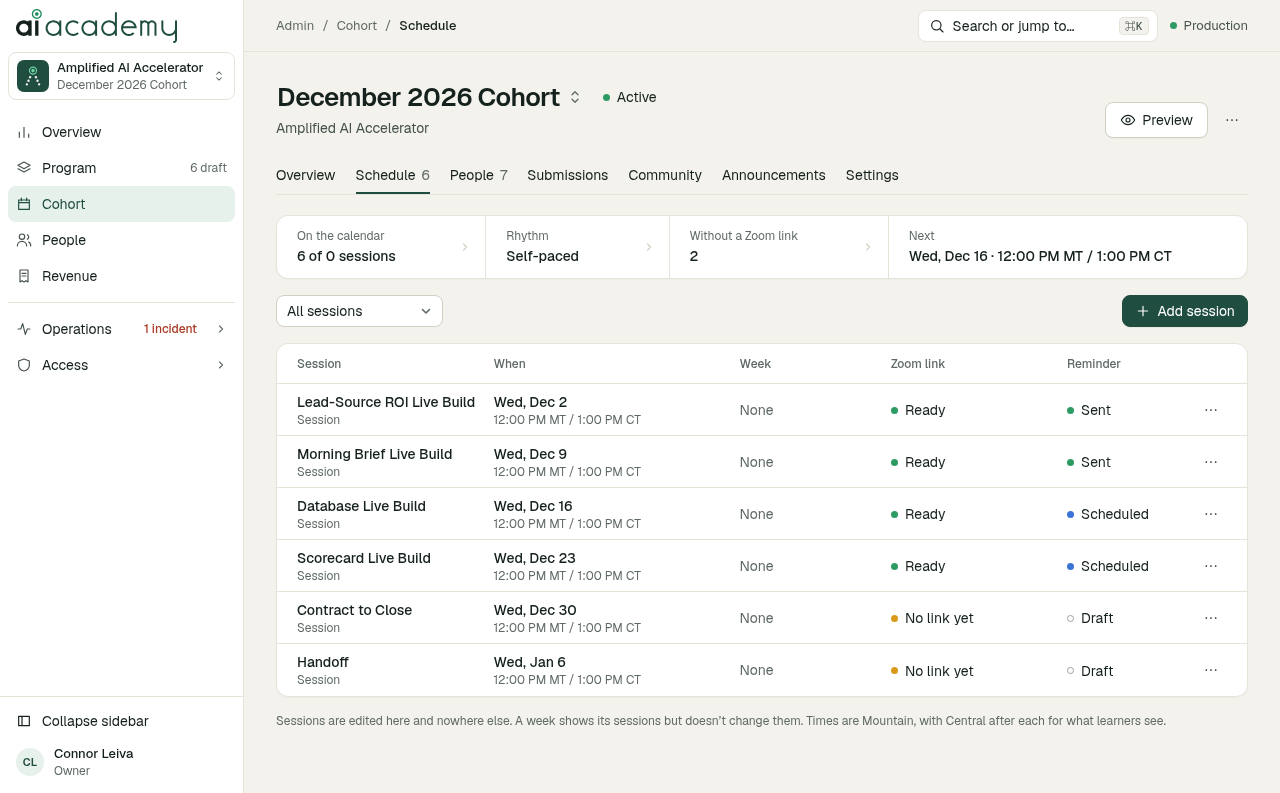 ai academy
Amplified AI Accelerator
December 2026 Cohort
Overview
Program 6 draft
Cohort
People
Revenue
Operations 1 incident
Access
Collapse sidebar
CL
Connor Leiva
Owner
Admin / Cohort / Schedule
Search or jump to… ⌘K
Production
December 2026 Cohort
Active
Amplified AI Accelerator
Preview
Overview Schedule 6 People 7 Submissions Community Announcements Settings
On the calendar
6 of 0 sessions
Rhythm
Self-paced
Without a Zoom link
2
Next
Wed, Dec 16 · 12:00 PM MT / 1:00 PM CT
All sessions
Add session
Session When Week Zoom link Reminder
Lead-Source ROI Live Build Wed, Dec 2 None Ready Sent
Session 12:00 PM MT / 1:00 PM CT
Morning Brief Live Build Wed, Dec 9 None Ready Sent
Session 12:00 PM MT / 1:00 PM CT
Database Live Build Wed, Dec 16 None Ready Scheduled
Session 12:00 PM MT / 1:00 PM CT
Scorecard Live Build Wed, Dec 23 None Ready Scheduled
Session 12:00 PM MT / 1:00 PM CT
Contract to Close Wed, Dec 30 None No link yet Draft
Session 12:00 PM MT / 1:00 PM CT
Handoff Wed, Jan 6 None No link yet Draft
Session 12:00 PM MT / 1:00 PM CT
Sessions are edited here and nowhere else. A week shows its sessions but doesn’t change them. Times are Mountain, with Central after each for what learners see.